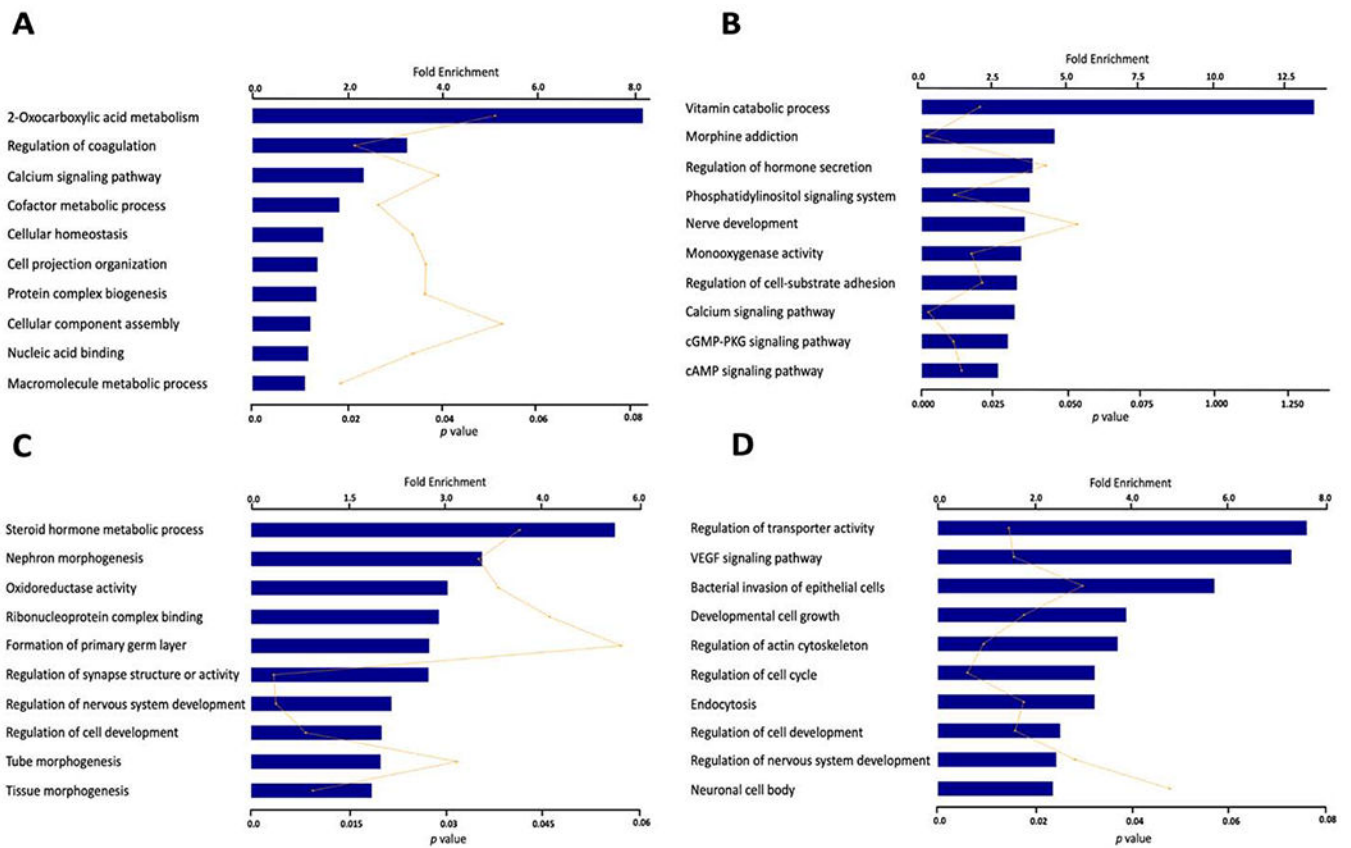 A
Fold Enrichment
0.0 2.0 4.0 6.0 8.0
2-Oxocarboxylic acid metabolism
Regulation of coagulation
Calcium signaling pathway
Cofactor metabolic process
Cellular homeostasis
Cell projection organization
Protein complex biogenesis
Cellular component assembly
Nucleic acid binding
Macromolecule metabolic process
0.0 0.02 0.04 0.06 0.08
p value
B
Fold Enrichment
0.0 2.5 5.0 7.5 10.0 12.5
Vitamin catabolic process
Morphine addiction
Regulation of hormone secretion
Phosphatidylinositol signaling system
Nerve development
Monooxygenase activity
Regulation of cell-substrate adhesion
Calcium signaling pathway
cGMP-PKG signaling pathway
cAMP signaling pathway
0.000 0.025 0.050 0.075 1.000 1.250
p value
C
Fold Enrichment
0.0 1.5 3.0 4.0 6.0
Steroid hormone metabolic process
Nephron morphogenesis
Oxidoreductase activity
Ribonucleoprotein complex binding
Formation of primary germ layer
Regulation of synapse structure or activity
Regulation of nervous system development
Regulation of cell development
Tube morphogenesis
Tissue morphogenesis
0.0 0.015 0.03 0.045 0.06
p value
D
Fold Enrichment
0.0 2.0 4.0 6.0 8.0
Regulation of transporter activity
VEGF signaling pathway
Bacterial invasion of epithelial cells
Developmental cell growth
Regulation of actin cytoskeleton
Regulation of cell cycle
Endocytosis
Regulation of cell development
Regulation of nervous system development
Neuronal cell body
0.0 0.02 0.04 0.06 0.08
p value